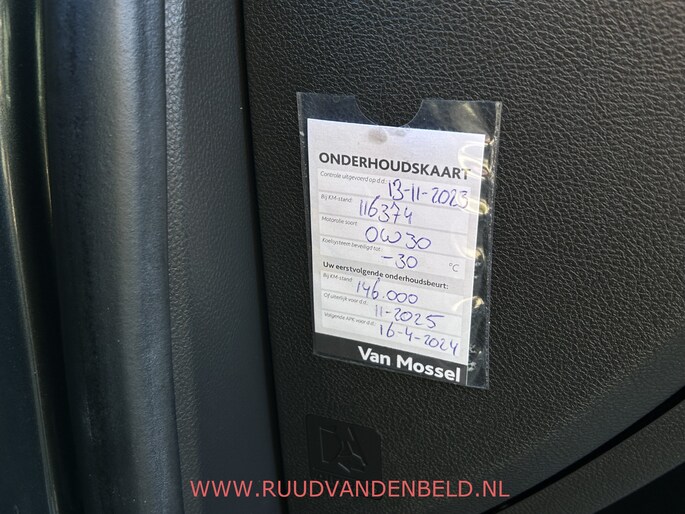 ONDERHOUDSKAART
Controle uitgevoerd op d.d.: 13-11-2023
Bij KM-stand: 116374
Motorolie soort: 0W30
Koelsysteem beveiligd tot: -30 °C
Uw eerstvolgende onderhoudsbeurt:
Bij KM-stand: 146.000
Of uiterlijk voor d.d.: 11-2025
Volgende APK voor d.d.: 16-4-2024
Van Mossel
WWW.RUUDVANDENBELD.NL